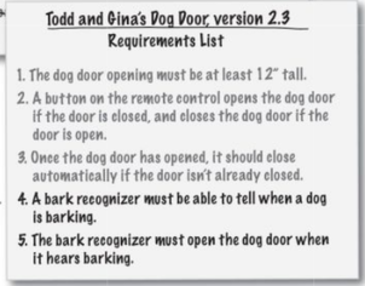 Todd and Gina's Dog Door, version 2.3
Requirements List
1. The dog door opening must be at least 12" tall.
2. A button on the remote control opens the dog door
if the door is closed, and closes the dog door if the
door is open.
3. Once the dog door has opened, it should close
automatically if the door isn't already closed.
4. A bark recognizer must be able to tell when a dog
is barking.
5. The bark recognizer must open the dog door when
it hears barking.